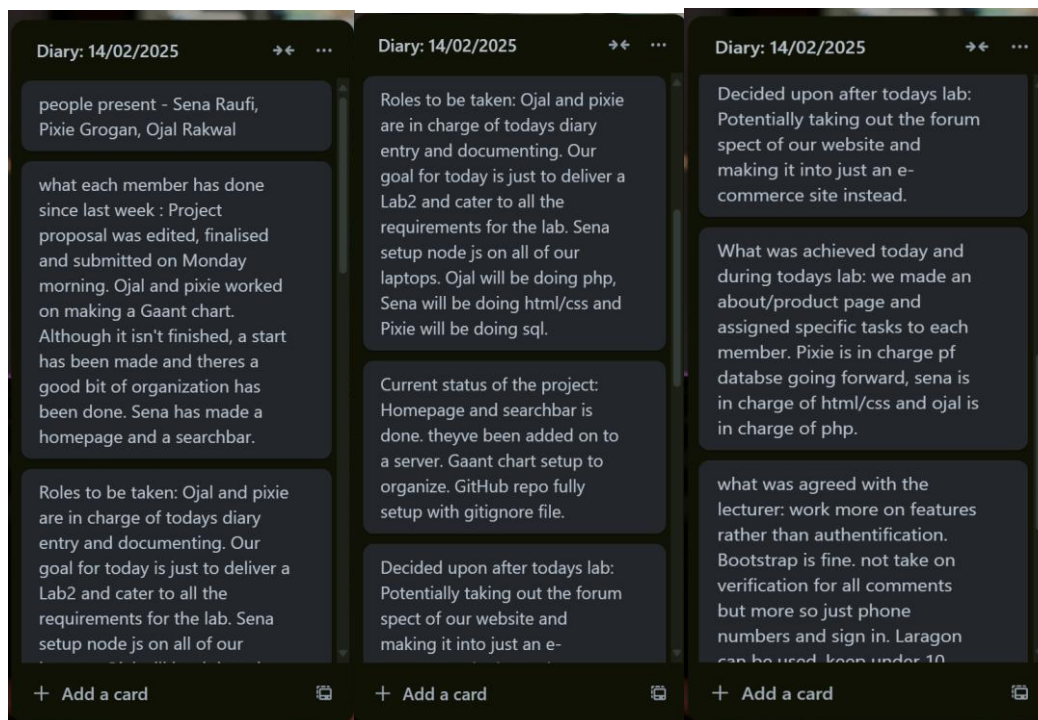 Diary: 14/02/2025
people present - Sena Raufi,
Pixie Grogan, Ojal Rakwal
what each member has done
since last week : Project
proposal was edited, finalised
and submitted on Monday
morning. Ojal and pixie worked
on making a Gaant chart.
Although it isn't finished, a start
has been made and theres a
good bit of organization has
been done. Sena has made a
homepage and a searchbar.
Roles to be taken: Ojal and pixie
are in charge of todays diary
entry and documenting. Our
goal for today is just to deliver a
Lab2 and cater to all the
requirements for the lab. Sena
setup node js on all of our
+ Add a card
Diary: 14/02/2025
Roles to be taken: Ojal and pixie
are in charge of todays diary
entry and documenting. Our
goal for today is just to deliver a
Lab2 and cater to all the
requirements for the lab. Sena
setup node js on all of our
laptops. Ojal will be doing php,
Sena will be doing html/css and
Pixie will be doing sql.
Current status of the project:
Homepage and searchbar is
done. theyve been added on to
a server. Gaant chart setup to
organize. GitHub repo fully
setup with gitignore file.
Decided upon after todays lab:
Potentially taking out the forum
spect of our website and
making it into just an e-
+ Add a card
Diary: 14/02/2025
Decided upon after todays lab:
Potentially taking out the forum
spect of our website and
making it into just an e-
commerce site instead.
What was achieved today and
during todays lab: we made an
about/product page and
assigned specific tasks to each
member. Pixie is in charge pf
databse going forward, sena is
in charge of html/css and ojal is
in charge of php.
what was agreed with the
lecturer: work more on features
rather than authentification.
Bootstrap is fine. not take on
verification for all comments
but more so just phone
numbers and sign in. Laragon
can be used, keep under 10
+ Add a card